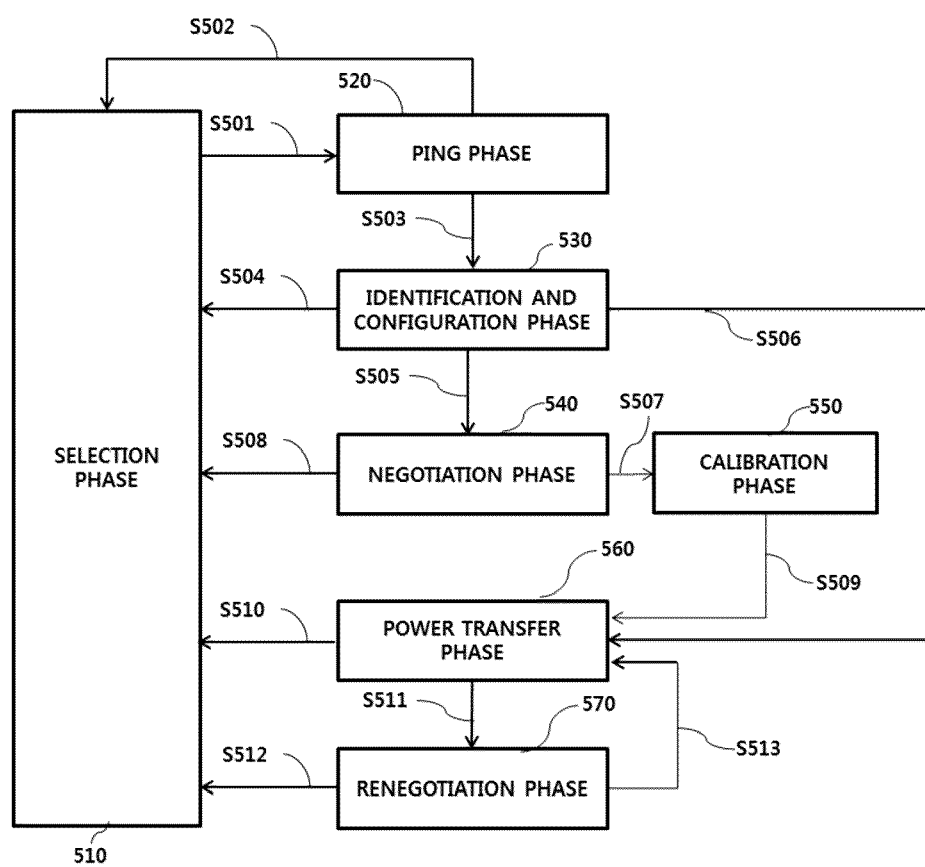 S502
520
S501
PING PHASE
S503
530
S504
IDENTIFICATION AND
CONFIGURATION PHASE
S506
S505
540
S507
550
SELECTION
PHASE
S508
NEGOTIATION PHASE
CALIBRATION
PHASE
560
S509
S510
POWER TRANSFER
PHASE
S511
570
S513
S512
RENEGOTIATION PHASE
510